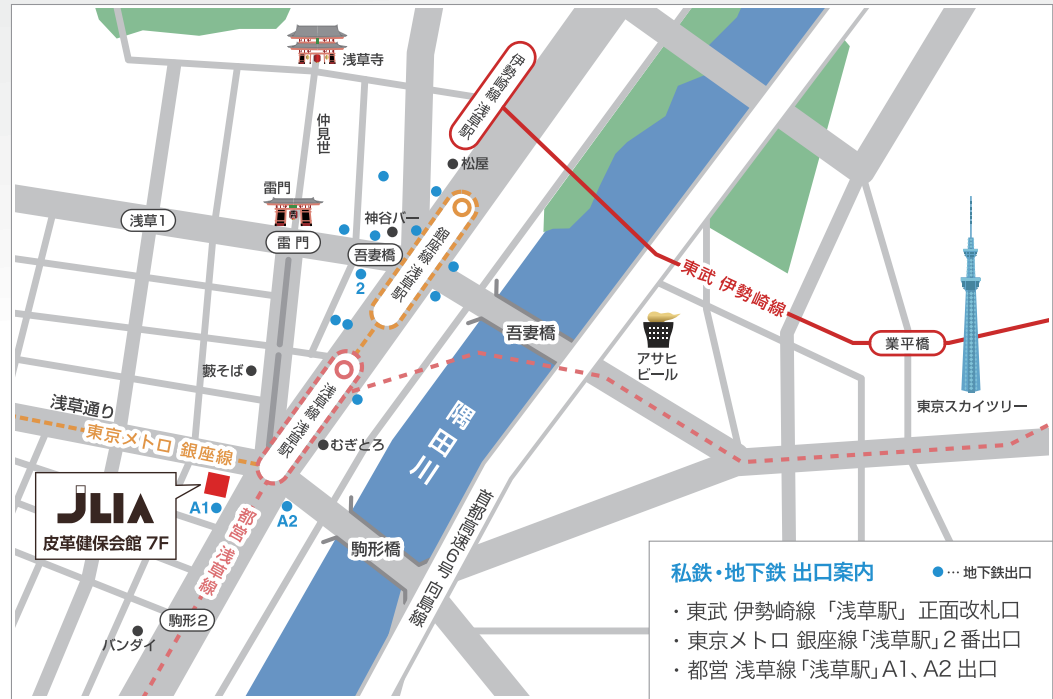 浅草寺
伊勢崎線 浅草駅
仲見世
松屋
雷門
浅草1
雷 門
神谷バー
吾妻橋
2
銀座線 浅草駅
東武 伊勢崎線
吾妻橋
アサヒ
ビール
業平橋
東京スカイツリー
藪そば
浅草線 浅草駅
浅草通り
東京メトロ 銀座線
むぎとろ
隅田川
JLIA
皮革健保会館 7F
A1
A2
都営 浅草線
駒形橋
首都高速6号 向島線
駒形2
バンダイ
私鉄・地下鉄 出口案内
●… 地下鉄出口
・東武 伊勢崎線 「浅草駅」 正面改札口
・東京メトロ 銀座線「浅草駅」2番出口
・都営 浅草線「浅草駅」A1、A2 出口